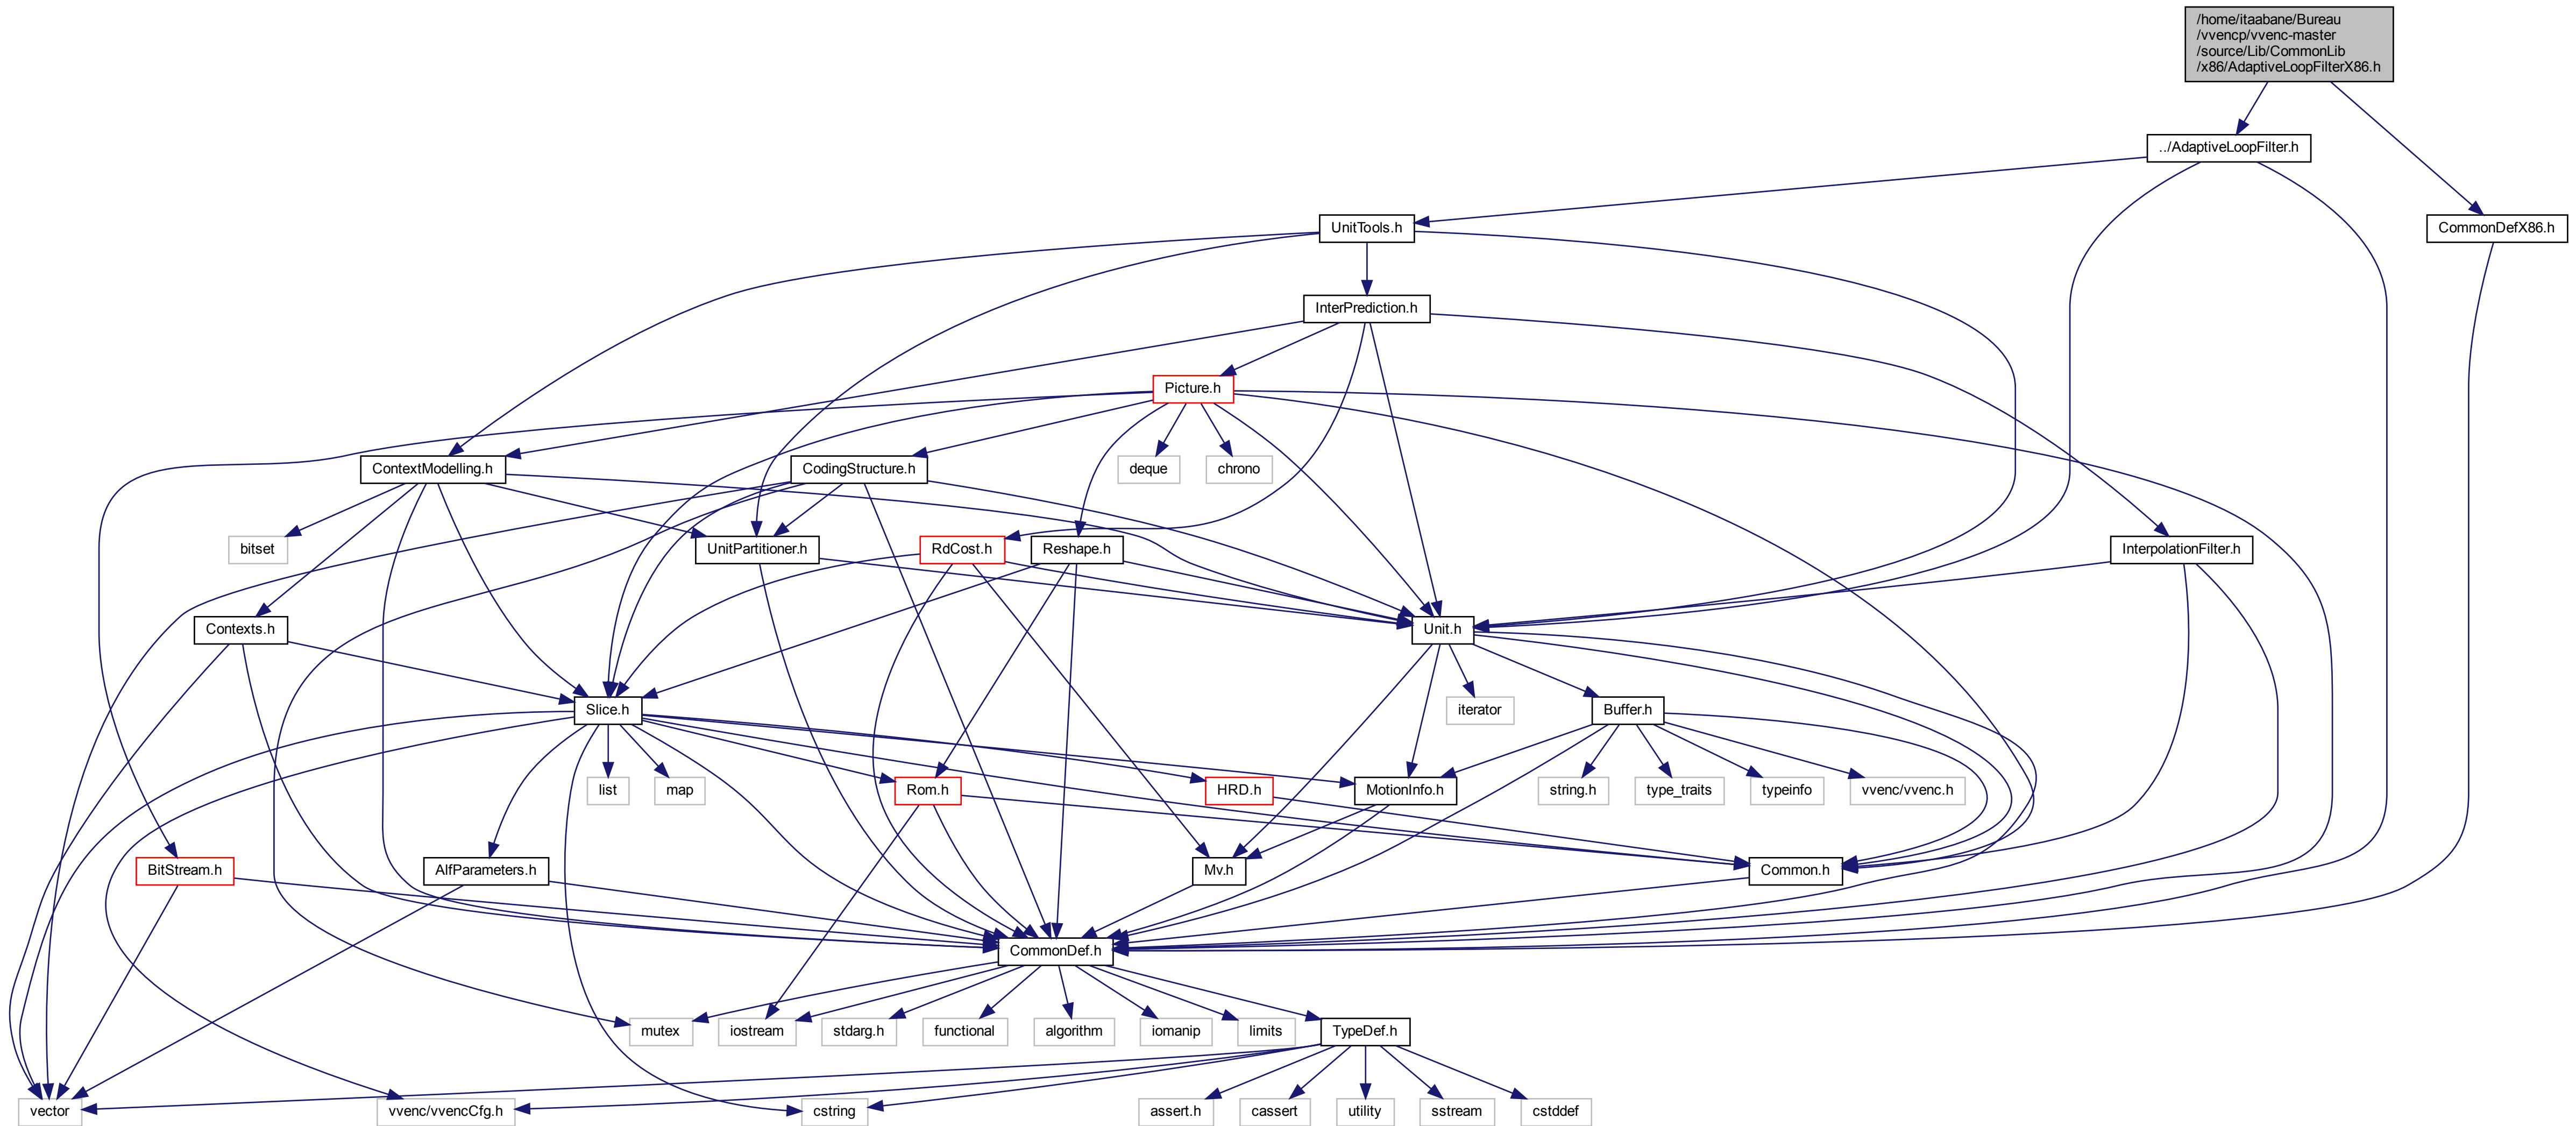 /home/itaabane/Bureau
/vvencp/vvenc-master
/source/Lib/CommonLib
/x86/AdaptiveLoopFilterX86.h
../AdaptiveLoopFilter.h
UnitTools.h
CommonDefX86.h
InterPrediction.h
Picture.h
ContextModelling.h
CodingStructure.h
deque
chrono
bitset
UnitPartitioner.h
RdCost.h
Reshape.h
InterpolationFilter.h
Contexts.h
Unit.h
Slice.h
iterator
Buffer.h
list
map
Rom.h
HRD.h
MotionInfo.h
string.h
type_traits
typeinfo
vvenc/vvenc.h
BitStream.h
AlfParameters.h
Mv.h
Common.h
CommonDef.h
mutex
iostream
stdarg.h
functional
algorithm
iomanip
limits
TypeDef.h
vector
vvenc/vvencCfg.h
cstring
assert.h
cassert
utility
sstream
cstddef